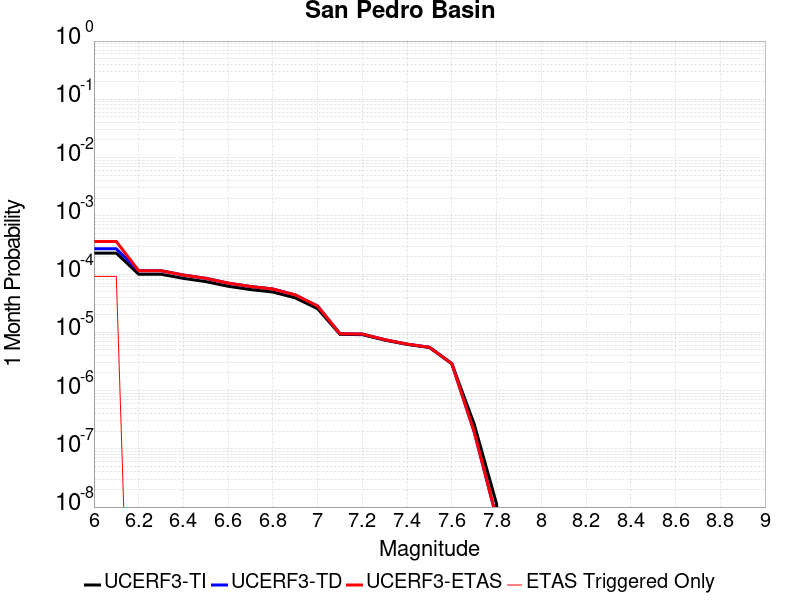 San Pedro Basin
10^0
10^-1
10^-2
10^-3
10^-4
10^-5
10^-6
10^-7
10^-8
1 Month Probability
6 6.2 6.4 6.6 6.8 7 7.2 7.4 7.6 7.8 8 8.2 8.4 8.6 8.8 9
Magnitude
UCERF3-TI UCERF3-TD UCERF3-ETAS ETAS Triggered Only